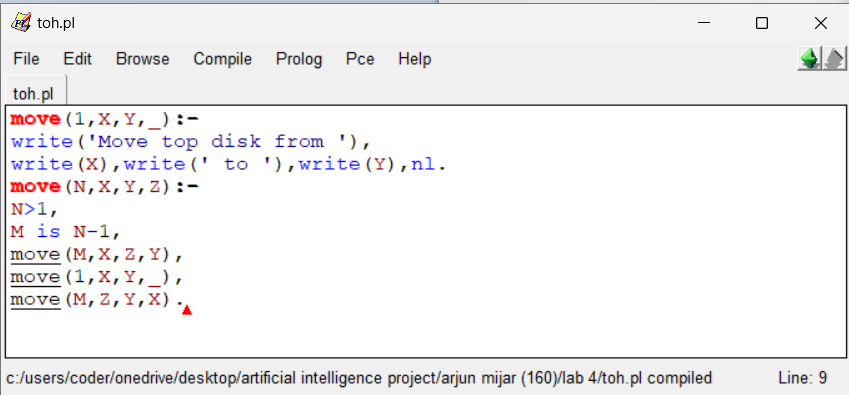 toh.pl
File Edit Browse Compile Prolog Pce Help
toh.pl
move(1,X,Y,_):-
write('Move top disk from '),
write(X),write(' to '),write(Y),nl.
move(N,X,Y,Z):-
N>1,
M is N-1,
move(M,X,Z,Y),
move(1,X,Y,_),
move(M,Z,Y,X).
c:/users/coder/onedrive/desktop/artificial intelligence project/arjun mijar (160)/lab 4/toh.pl compiled Line: 9